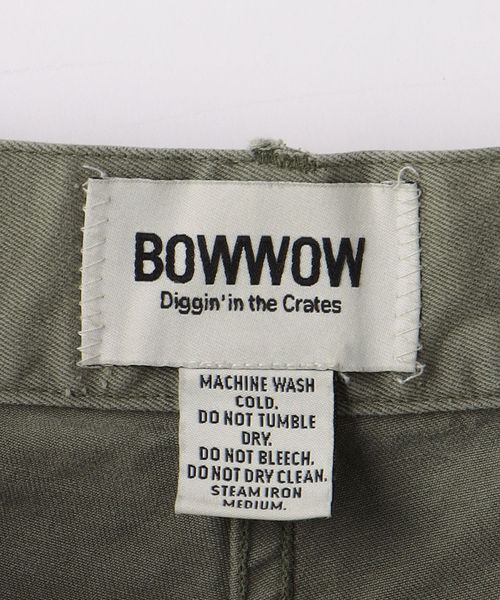 BOWWOW
Diggin' in the Crates
MACHINE WASH
COLD.
DO NOT TUMBLE
DRY.
DO NOT BLEECH.
DO NOT DRY CLEAN.
STEAM IRON
MEDIUM.